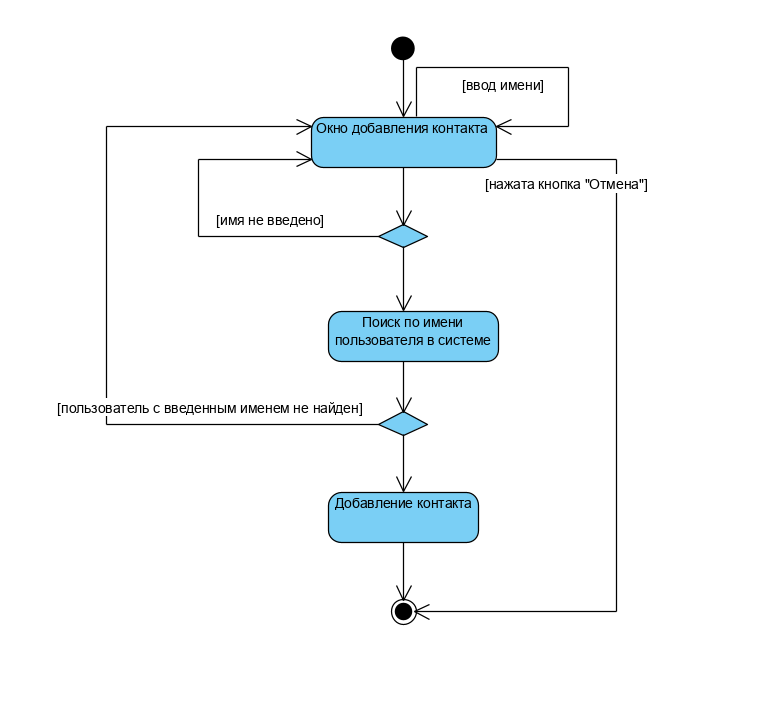 [ввод имени]
Окно добавления контакта
[нажата кнопка "Отмена"]
[имя не введено]
Поиск по имени
пользователя в системе
[пользователь с введенным именем не найден]
Добавление контакта